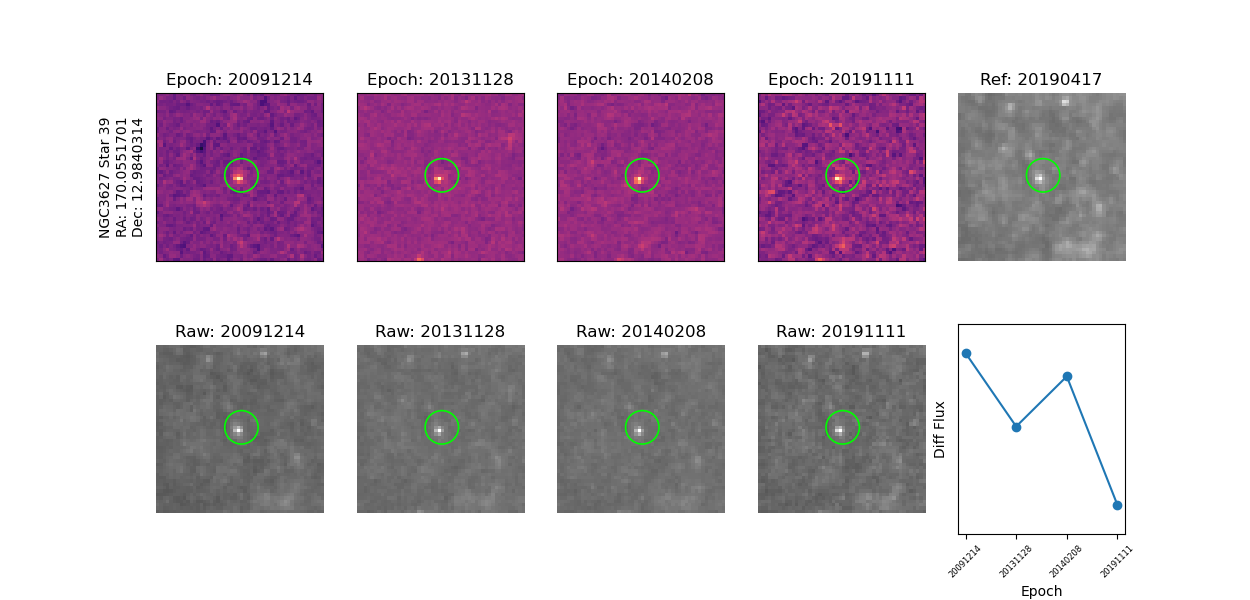 NGC3627 Star 39
RA: 170.0551701
Dec: 12.9840314
Epoch: 20091214
Epoch: 20131128
Epoch: 20140208
Epoch: 20191111
Ref: 20190417
Raw: 20091214
Raw: 20131128
Raw: 20140208
Raw: 20191111
Diff Flux
20091214
20131128
20140208
20191111
Epoch